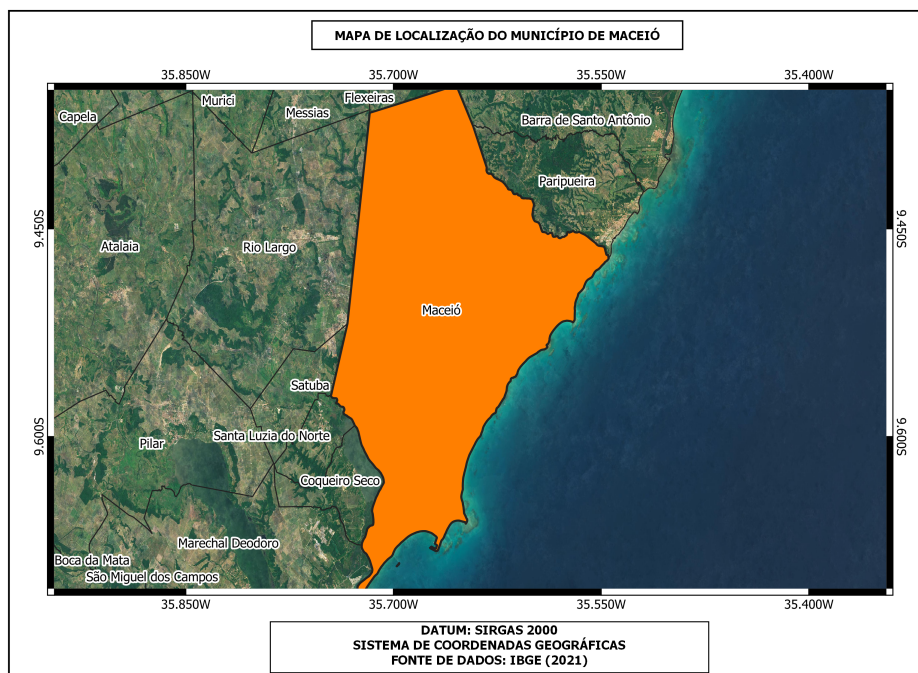 MAPA DE LOCALIZAÇÃO DO MUNICÍPIO DE MACEIÓ
35.850W 35.700W 35.550W 35.400W
Flexeiras
Murici
Messias
Capela
Barra de Santo Antônio
Paripueira
9.450S 9.450S
Atalaia
Rio Largo
Maceió
Satuba
Santa Luzia do Norte
Pilar
9.600S 9.600S
Coqueiro Seco
Marechal Deodoro
Boca da Mata
São Miguel dos Campos
35.850W 35.700W 35.550W 35.400W
DATUM: SIRGAS 2000
SISTEMA DE COORDENADAS GEOGRÁFICAS
FONTE DE DADOS: IBGE (2021)